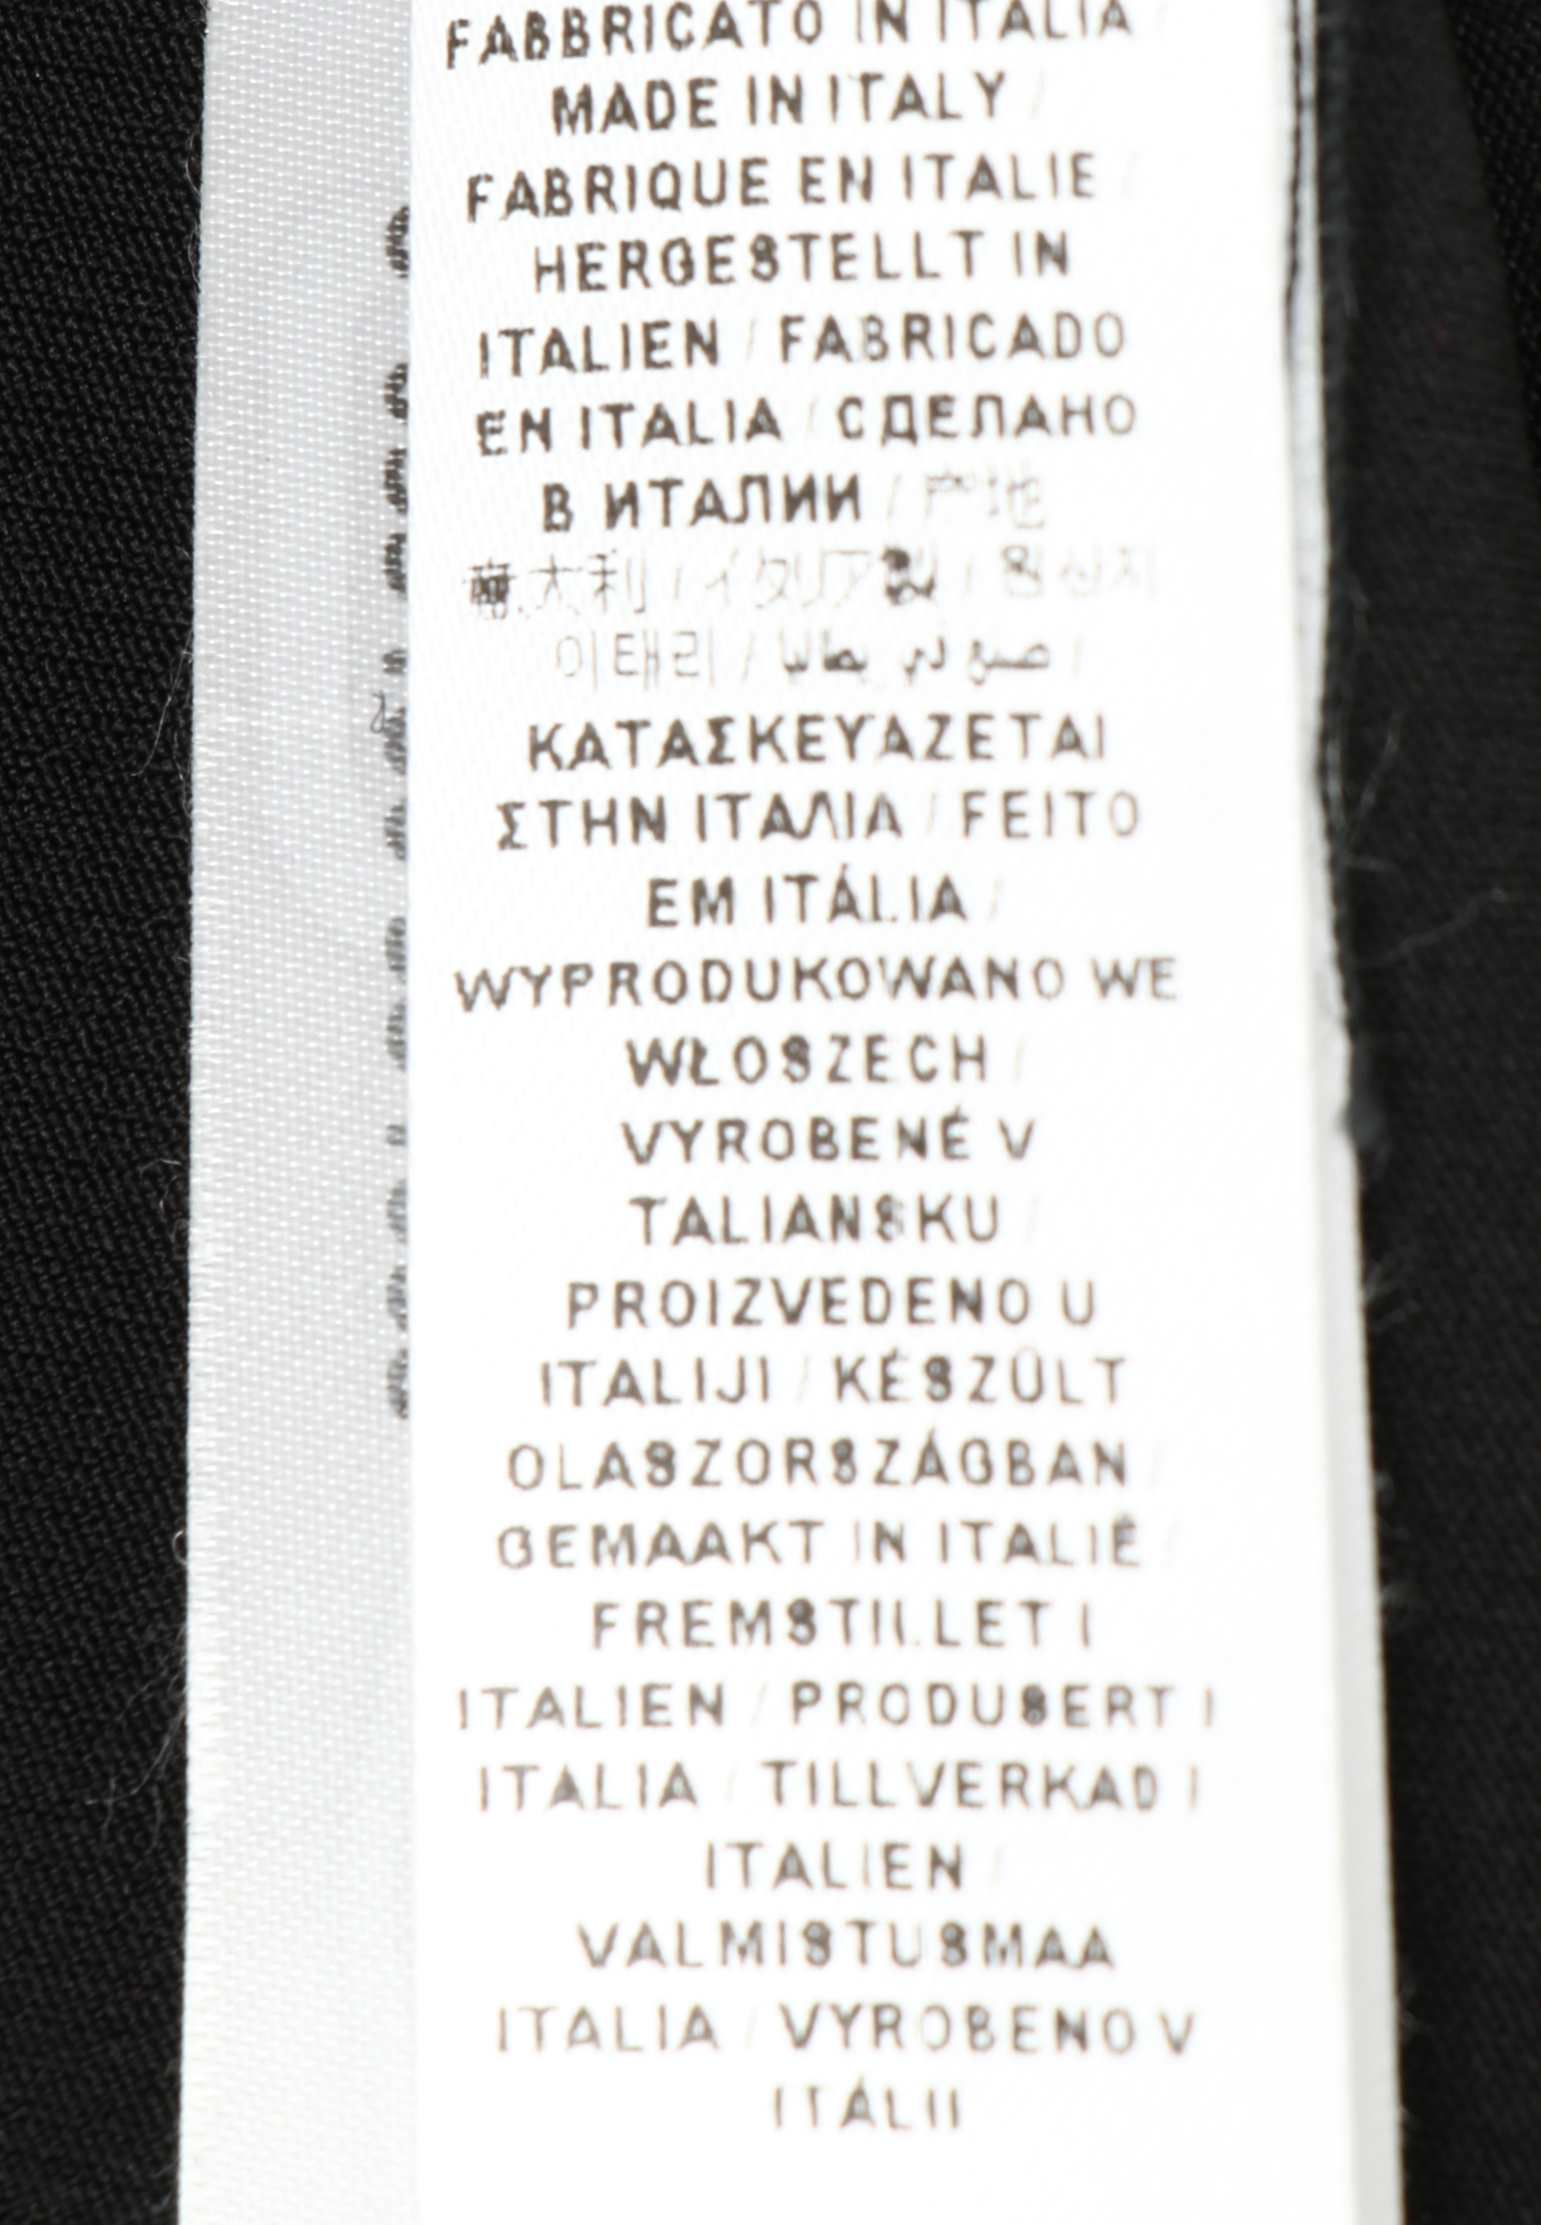 FABBRICATO IN ITALIA
MADE IN ITALY /
FABRIQUE EN ITALIE /
HERGESTELLT IN
ITALIEN / FABRICADO
EN ITALIA / СДЕЛАНО
В ИТАЛИИ / 产地
意大利 / イタリア製 / 원산지
이태리 / صنع في إيطاليا /
ΚΑΤΑΣΚΕΥΑΖΕΤΑΙ
ΣΤΗΝ ΙΤΑΛΙΑ / FEITO
EM ITÁLIA /
WYPRODUKOWANO WE
WŁOSZECH /
VYROBENÉ V
TALIANSKU /
PROIZVEDENO U
ITALIJI / KÉSZÜLT
OLASZORSZÁGBAN /
GEMAAKT IN ITALIË /
FREMSTILLET I
ITALIEN / PRODUSERT I
ITALIA / TILLVERKAD I
ITALIEN /
VALMISTUSMAA
ITALIA / VYROBENO V
ITÁLII